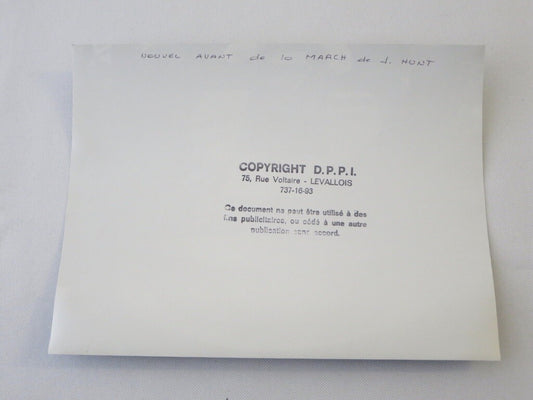 NOUVEL AVANT de la MARCH de J. HUNT
COPYRIGHT D.P.P.I.
75, Rue Voltaire - LEVALLOIS
737-16-93
Ce document ne peut être utilisé à des
fins publicitaires, ou cédé à une autre
publication sans accord.